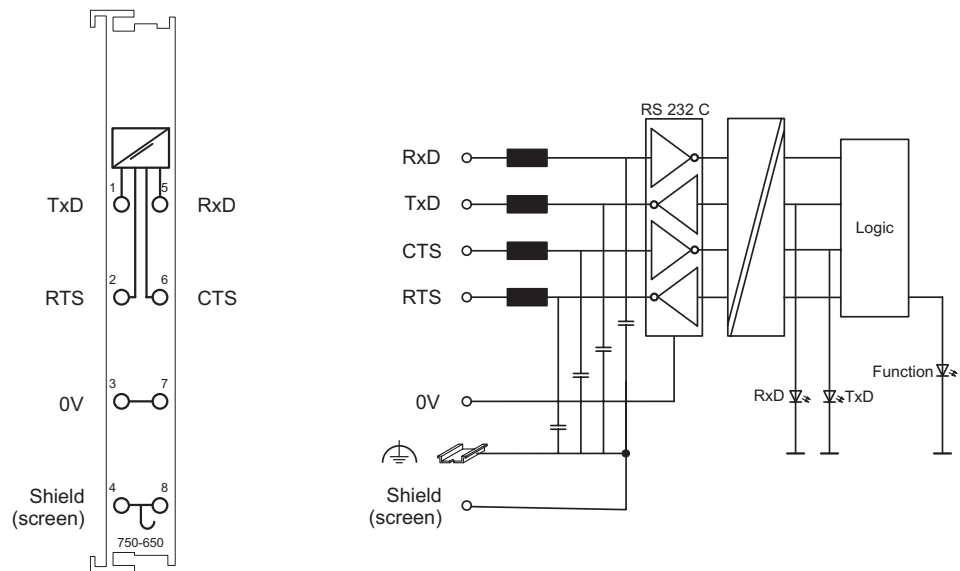 1 5
TxD RxD
2 6
RTS CTS
3 7
0V
4 8
Shield
(screen)
750-650
RS 232 C
RxD
TxD
CTS
RTS
Logic
Function
RxD TxD
0V
Shield
(screen)